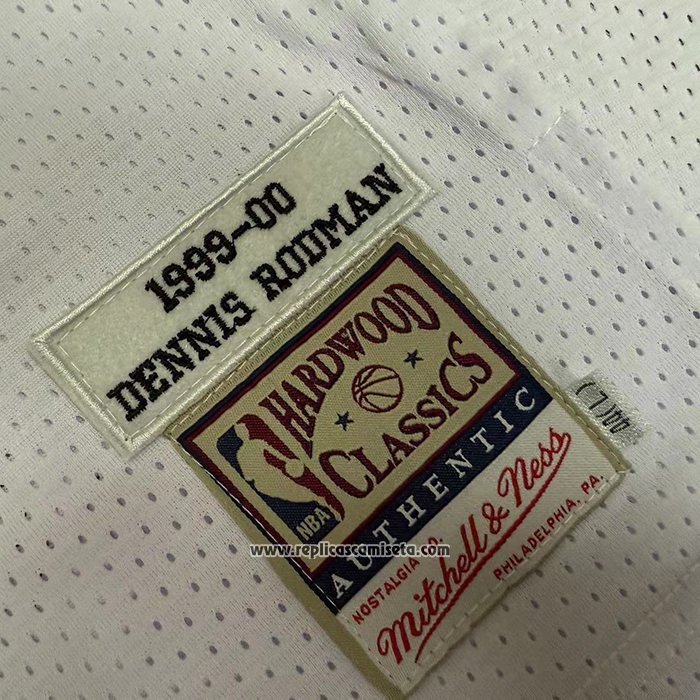 1999-00
DENNIS RODMAN
HARDWOOD
CLASSICS
NBA
AUTHENTIC
NOSTALGIA CO.
Mitchell & Ness
PHILADELPHIA, PA.
www.replicascamiseta.com